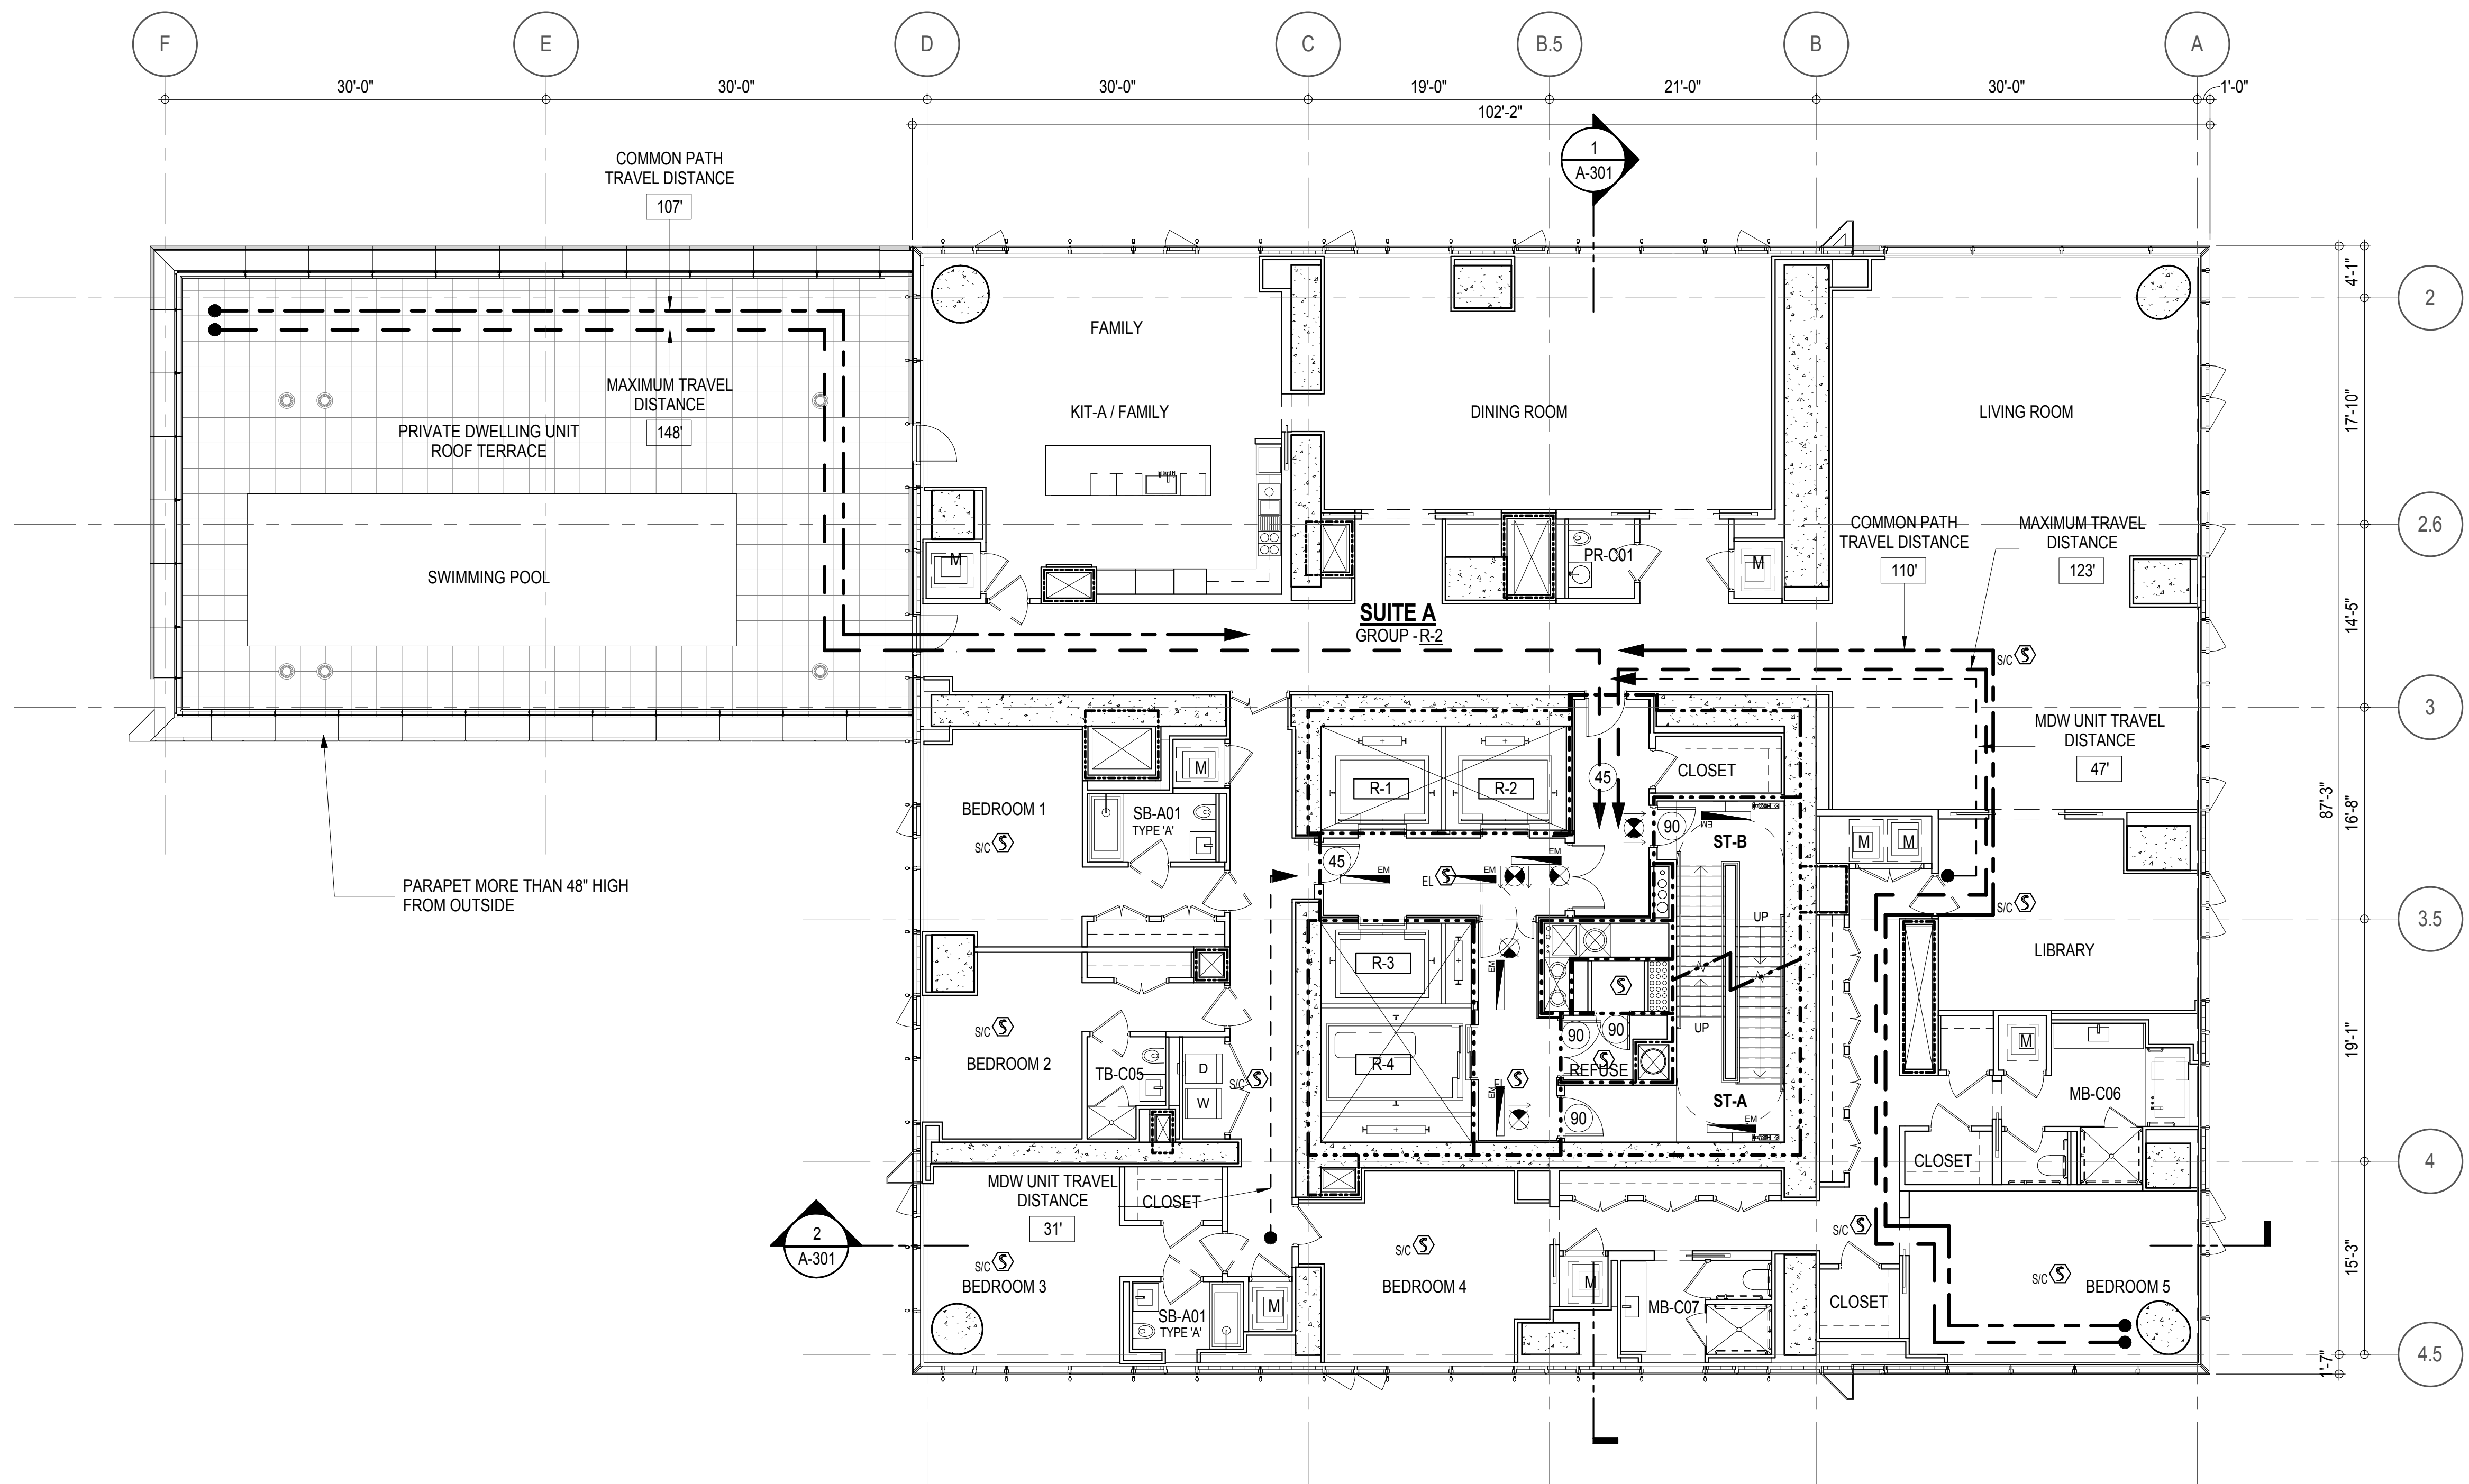 F
E
D
C
B.5
B
A
30'-0"
30'-0"
30'-0"
19'-0"
21'-0"
30'-0"
1'-0"
102'-2"
1
A-301
COMMON PATH
TRAVEL DISTANCE
107'
4'-1"
2
FAMILY
MAXIMUM TRAVEL
DISTANCE
148'
KIT-A / FAMILY
DINING ROOM
LIVING ROOM
17'-10"
PRIVATE DWELLING UNIT
ROOF TERRACE
COMMON PATH
TRAVEL DISTANCE
110'
MAXIMUM TRAVEL
DISTANCE
123'
2.6
M
PR-C01
M
SWIMMING POOL
SUITE A
GROUP - R-2
14'-5"
S/C S
3
MDW UNIT TRAVEL
DISTANCE
47'
M
CLOSET
45
R-1
R-2
87'-3"
16'-8"
BEDROOM 1
S/C S
SB-A01
TYPE 'A'
90
EM
ST-B
M
M
45
EM
EL S
EM
EM
PARAPET MORE THAN 48" HIGH
FROM OUTSIDE
S/C S
3.5
UP
R-3
LIBRARY
EM
S
S/C S
BEDROOM 2
UP
90
90
19'-1"
M
TB-C05
D
W
S/C S
R-4
S
REFUSE
EL S
EM
MB-C06
ST-A
EM
90
CLOSET
4
MDW UNIT TRAVEL
DISTANCE
31'
CLOSET
2
A-301
S/C S
S/C S
S/C S
S/C S
15'-3"
BEDROOM 3
BEDROOM 4
M
BEDROOM 5
M
MB-C07
CLOSET
SB-A01
TYPE 'A'
4.5
1'-7"